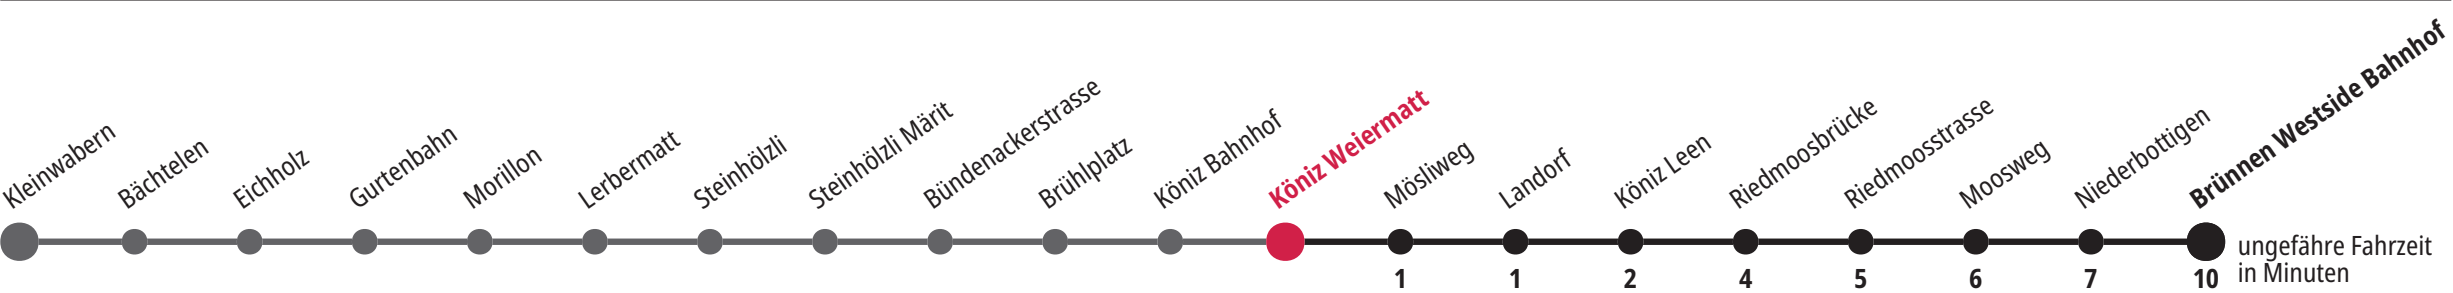 Kleinwabern
Bächtelen
Eichholz
Gurtenbahn
Morillon
Lerbermatt
Steinhölzli
Steinhölzli Märit
Bündenackerstrasse
Brühlplatz
Köniz Bahnhof
Köniz Weiermatt
Mösliweg
Landorf
Köniz Leen
Riedmoosbrücke
Riedmoosstrasse
Moosweg
Niederbottigen
Brünnen Westside Bahnhof
1 1 2 4 5 6 7 10
ungefähre Fahrzeit
in Minuten